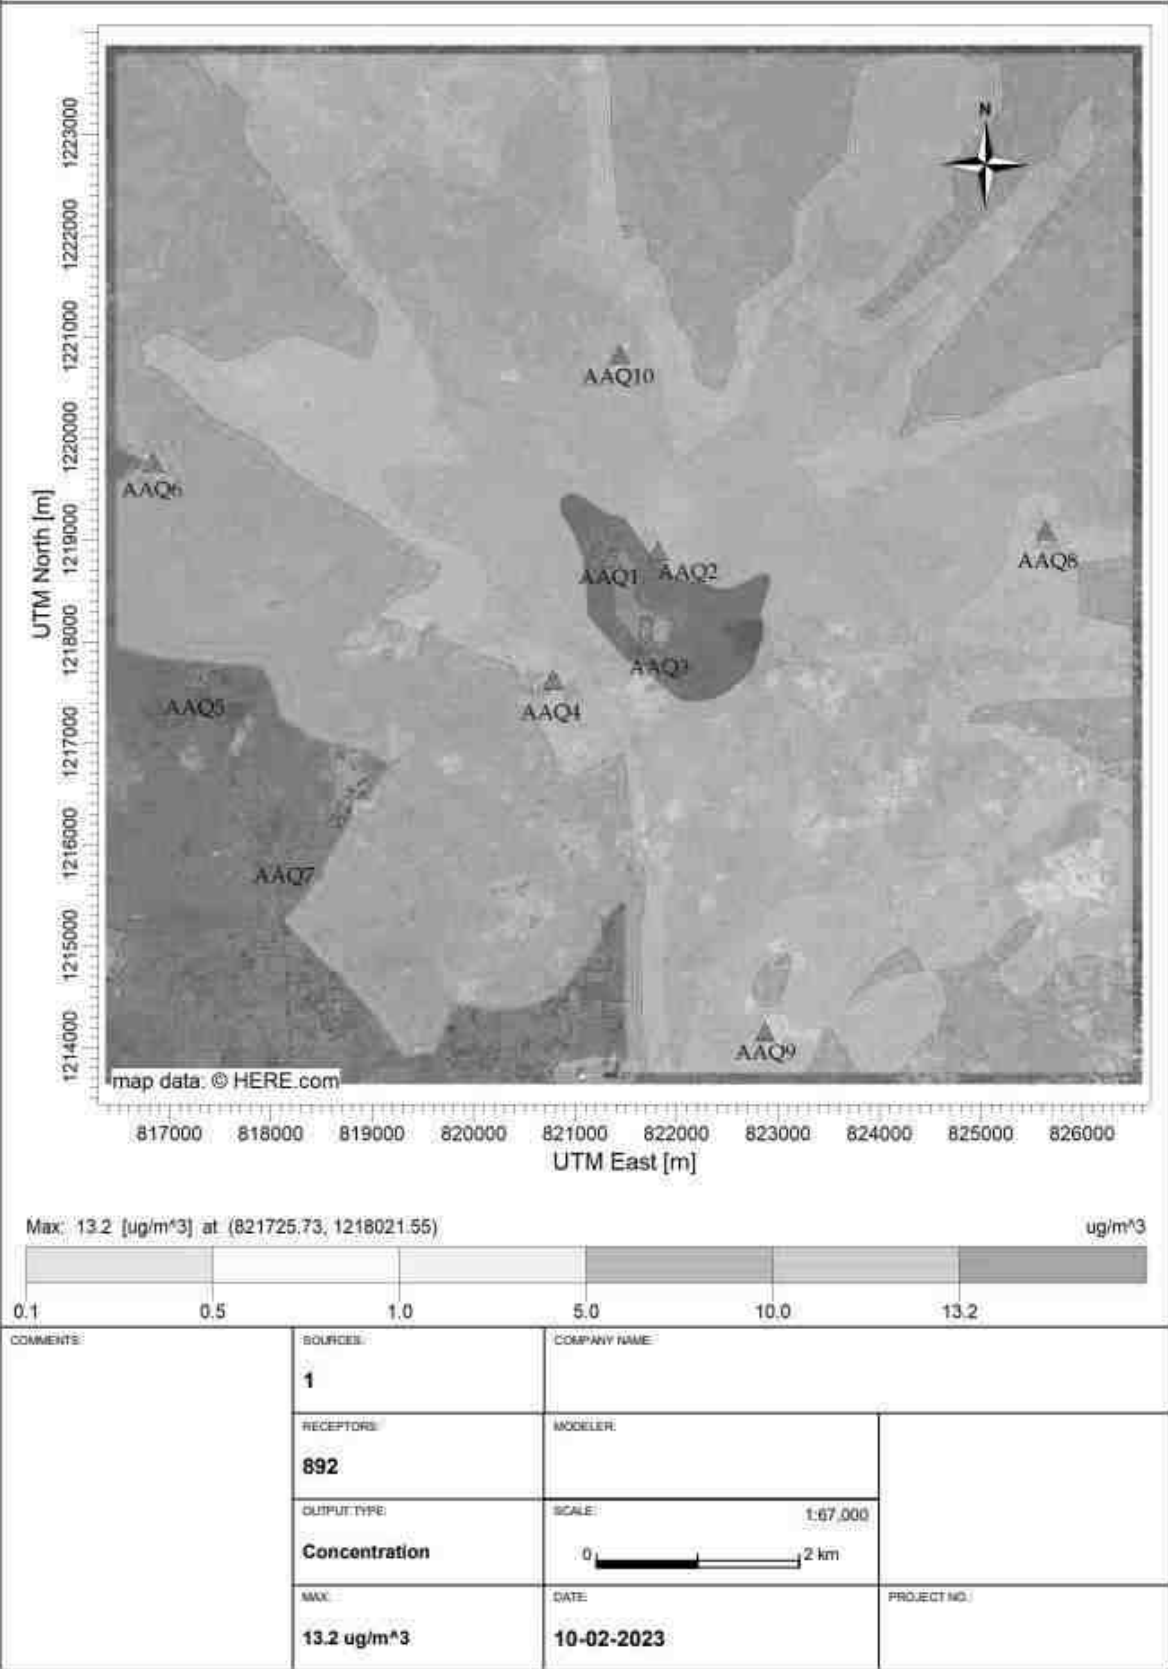 N
1223000
1222000
1221000
1220000
1219000
1218000
1217000
1216000
1215000
1214000
UTM North [m]
AAQ10
AAQ6
AAQ8
AAQ1
AAQ2
AAQ3
AAQ4
AAQ5
AAQ7
AAQ9
map data: © HERE.com
817000 818000 819000 820000 821000 822000 823000 824000 825000 826000
UTM East [m]
Max: 13.2 [ug/m^3] at (821725.73, 1218021.55) ug/m^3
0.1 0.5 1.0 5.0 10.0 13.2
COMMENTS:
SOURCES:
1
COMPANY NAME:
RECEPTORS:
892
MODELER:
OUTPUT TYPE:
Concentration
SCALE: 1:67,000
0 2 km
MAX:
13.2 ug/m^3
DATE:
10-02-2023
PROJECT NO.: